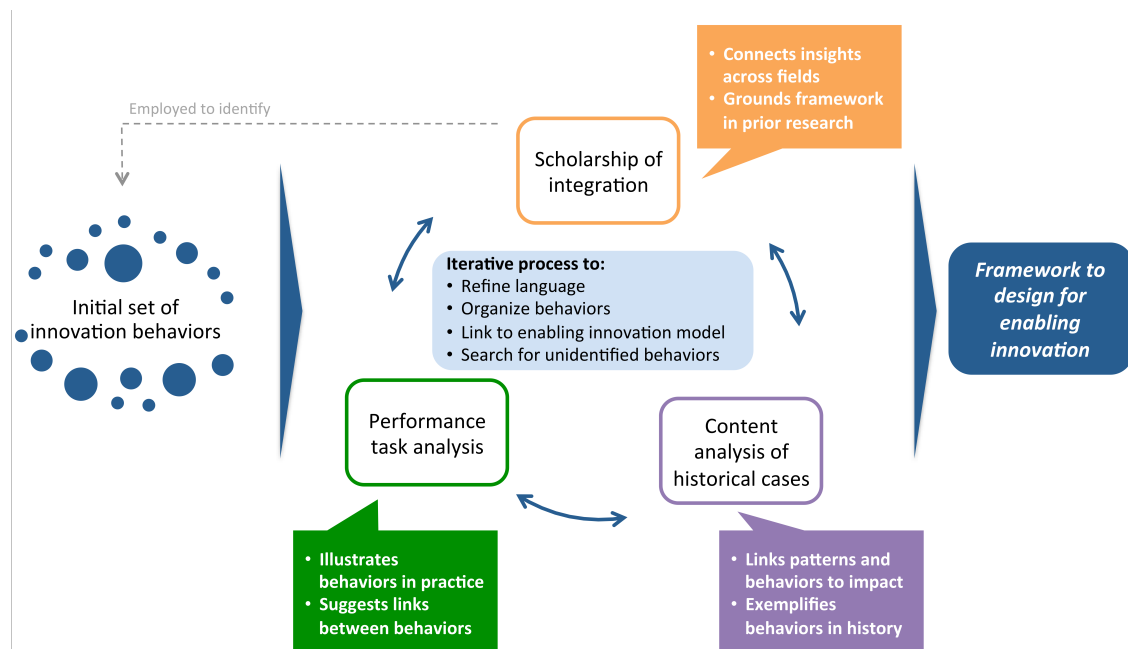 • Connects insights
across fields
• Grounds framework
in prior research
Employed to identify
Scholarship of
integration
Initial set of
innovation behaviors
Iterative process to:
• Refine language
• Organize behaviors
• Link to enabling innovation model
• Search for unidentified behaviors
Framework to
design for
enabling
innovation
Performance
task analysis
Content
analysis of
historical cases
• Illustrates
behaviors in practice
• Suggests links
between behaviors
• Links patterns and
behaviors to impact
• Exemplifies
behaviors in history